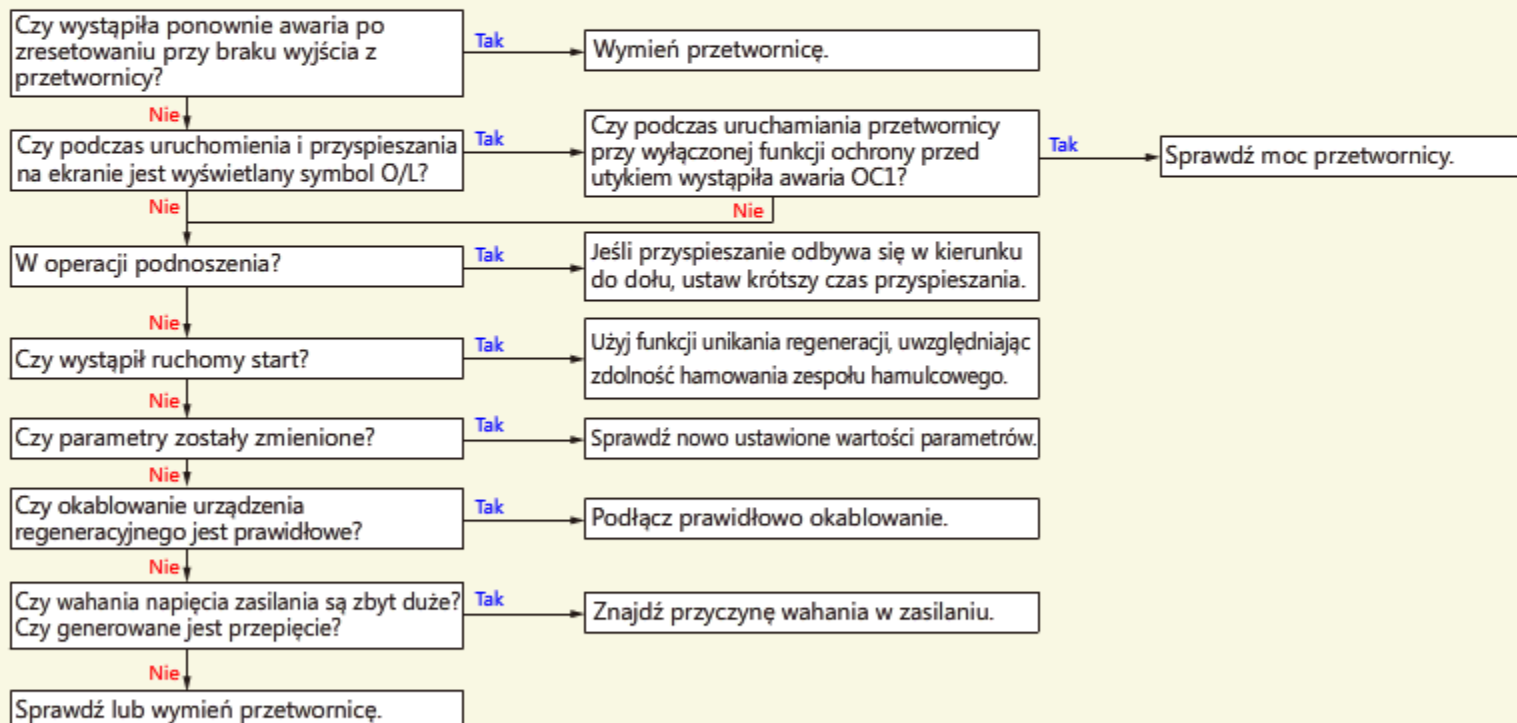 Czy wystąpiła ponownie awaria po
zresetowaniu przy braku wyjścia z
przetwornicy?
Tak
Wymień przetwornicę.
Nie
Czy podczas uruchomienia i przyspieszania
na ekranie jest wyświetlany symbol O/L?
Tak
Czy podczas uruchamiania przetwornicy
przy wyłączonej funkcji ochrony przed
utykiem wystąpiła awaria OC1?
Tak
Sprawdź moc przetwornicy.
Nie
Nie
W operacji podnoszenia?
Tak
Jeśli przyspieszanie odbywa się w kierunku
do dołu, ustaw krótszy czas przyspieszania.
Nie
Czy wystąpił ruchomy start?
Tak
Użyj funkcji unikania regeneracji, uwzględniając
zdolność hamowania zespołu hamulcowego.
Nie
Czy parametry zostały zmienione?
Tak
Sprawdź nowo ustawione wartości parametrów.
Nie
Czy okablowanie urządzenia
regeneracyjnego jest prawidłowe?
Tak
Podłącz prawidłowo okablowanie.
Nie
Czy wahania napięcia zasilania są zbyt duże?
Czy generowane jest przepięcie?
Tak
Znajdź przyczynę wahania w zasilaniu.
Nie
Sprawdź lub wymień przetwornicę.